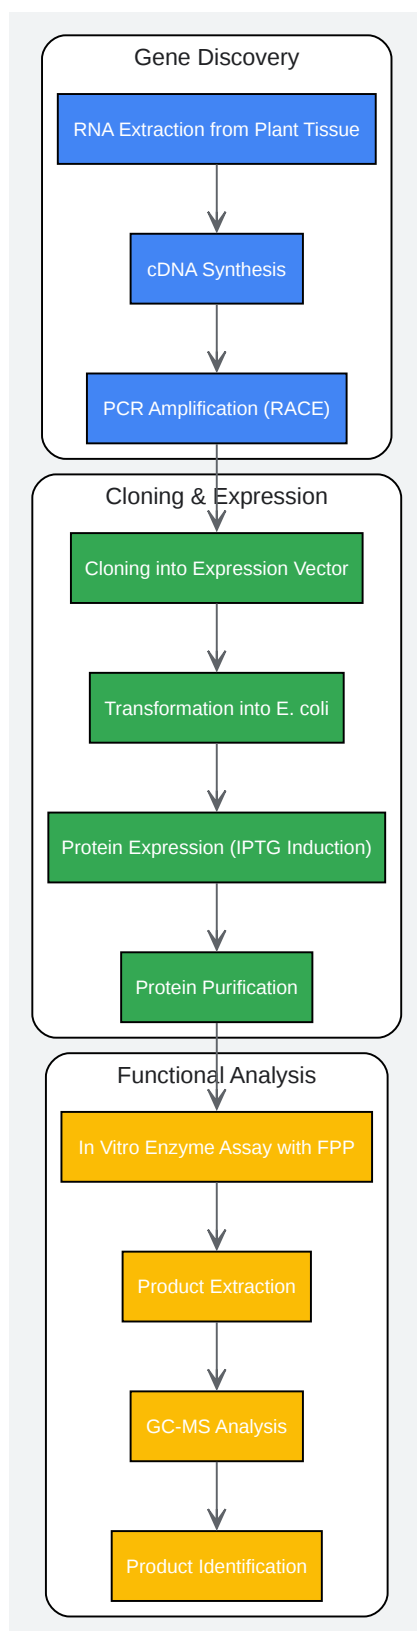 Gene Discovery
RNA Extraction from Plant Tissue
cDNA Synthesis
PCR Amplification (RACE)
Cloning & Expression
Cloning into Expression Vector
Transformation into E. coli
Protein Expression (IPTG Induction)
Protein Purification
Functional Analysis
In Vitro Enzyme Assay with FPP
Product Extraction
GC-MS Analysis
Product Identification